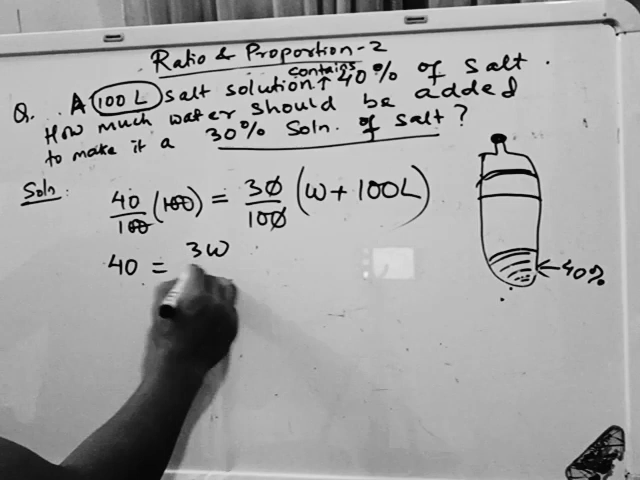 Ratio & Proportion-2
Q. A 100 L salt solution ↑contains 40% of salt.
How much water should be added
to make it a 30% Soln. of salt?
Soln:
40/100 (100) = 30/100 (W + 100L)
40 = 3W
←40%